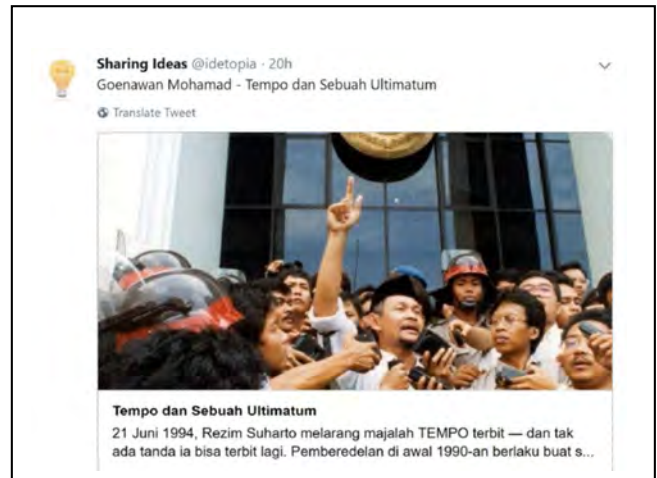 Sharing Ideas @idetopia · 20h
Goenawan Mohamad - Tempo dan Sebuah Ultimatum
Translate Tweet
Tempo dan Sebuah Ultimatum
21 Juni 1994, Rezim Suharto melarang majalah TEMPO terbit — dan tak
ada tanda ia bisa terbit lagi. Pemberedelan di awal 1990-an berlaku buat s...